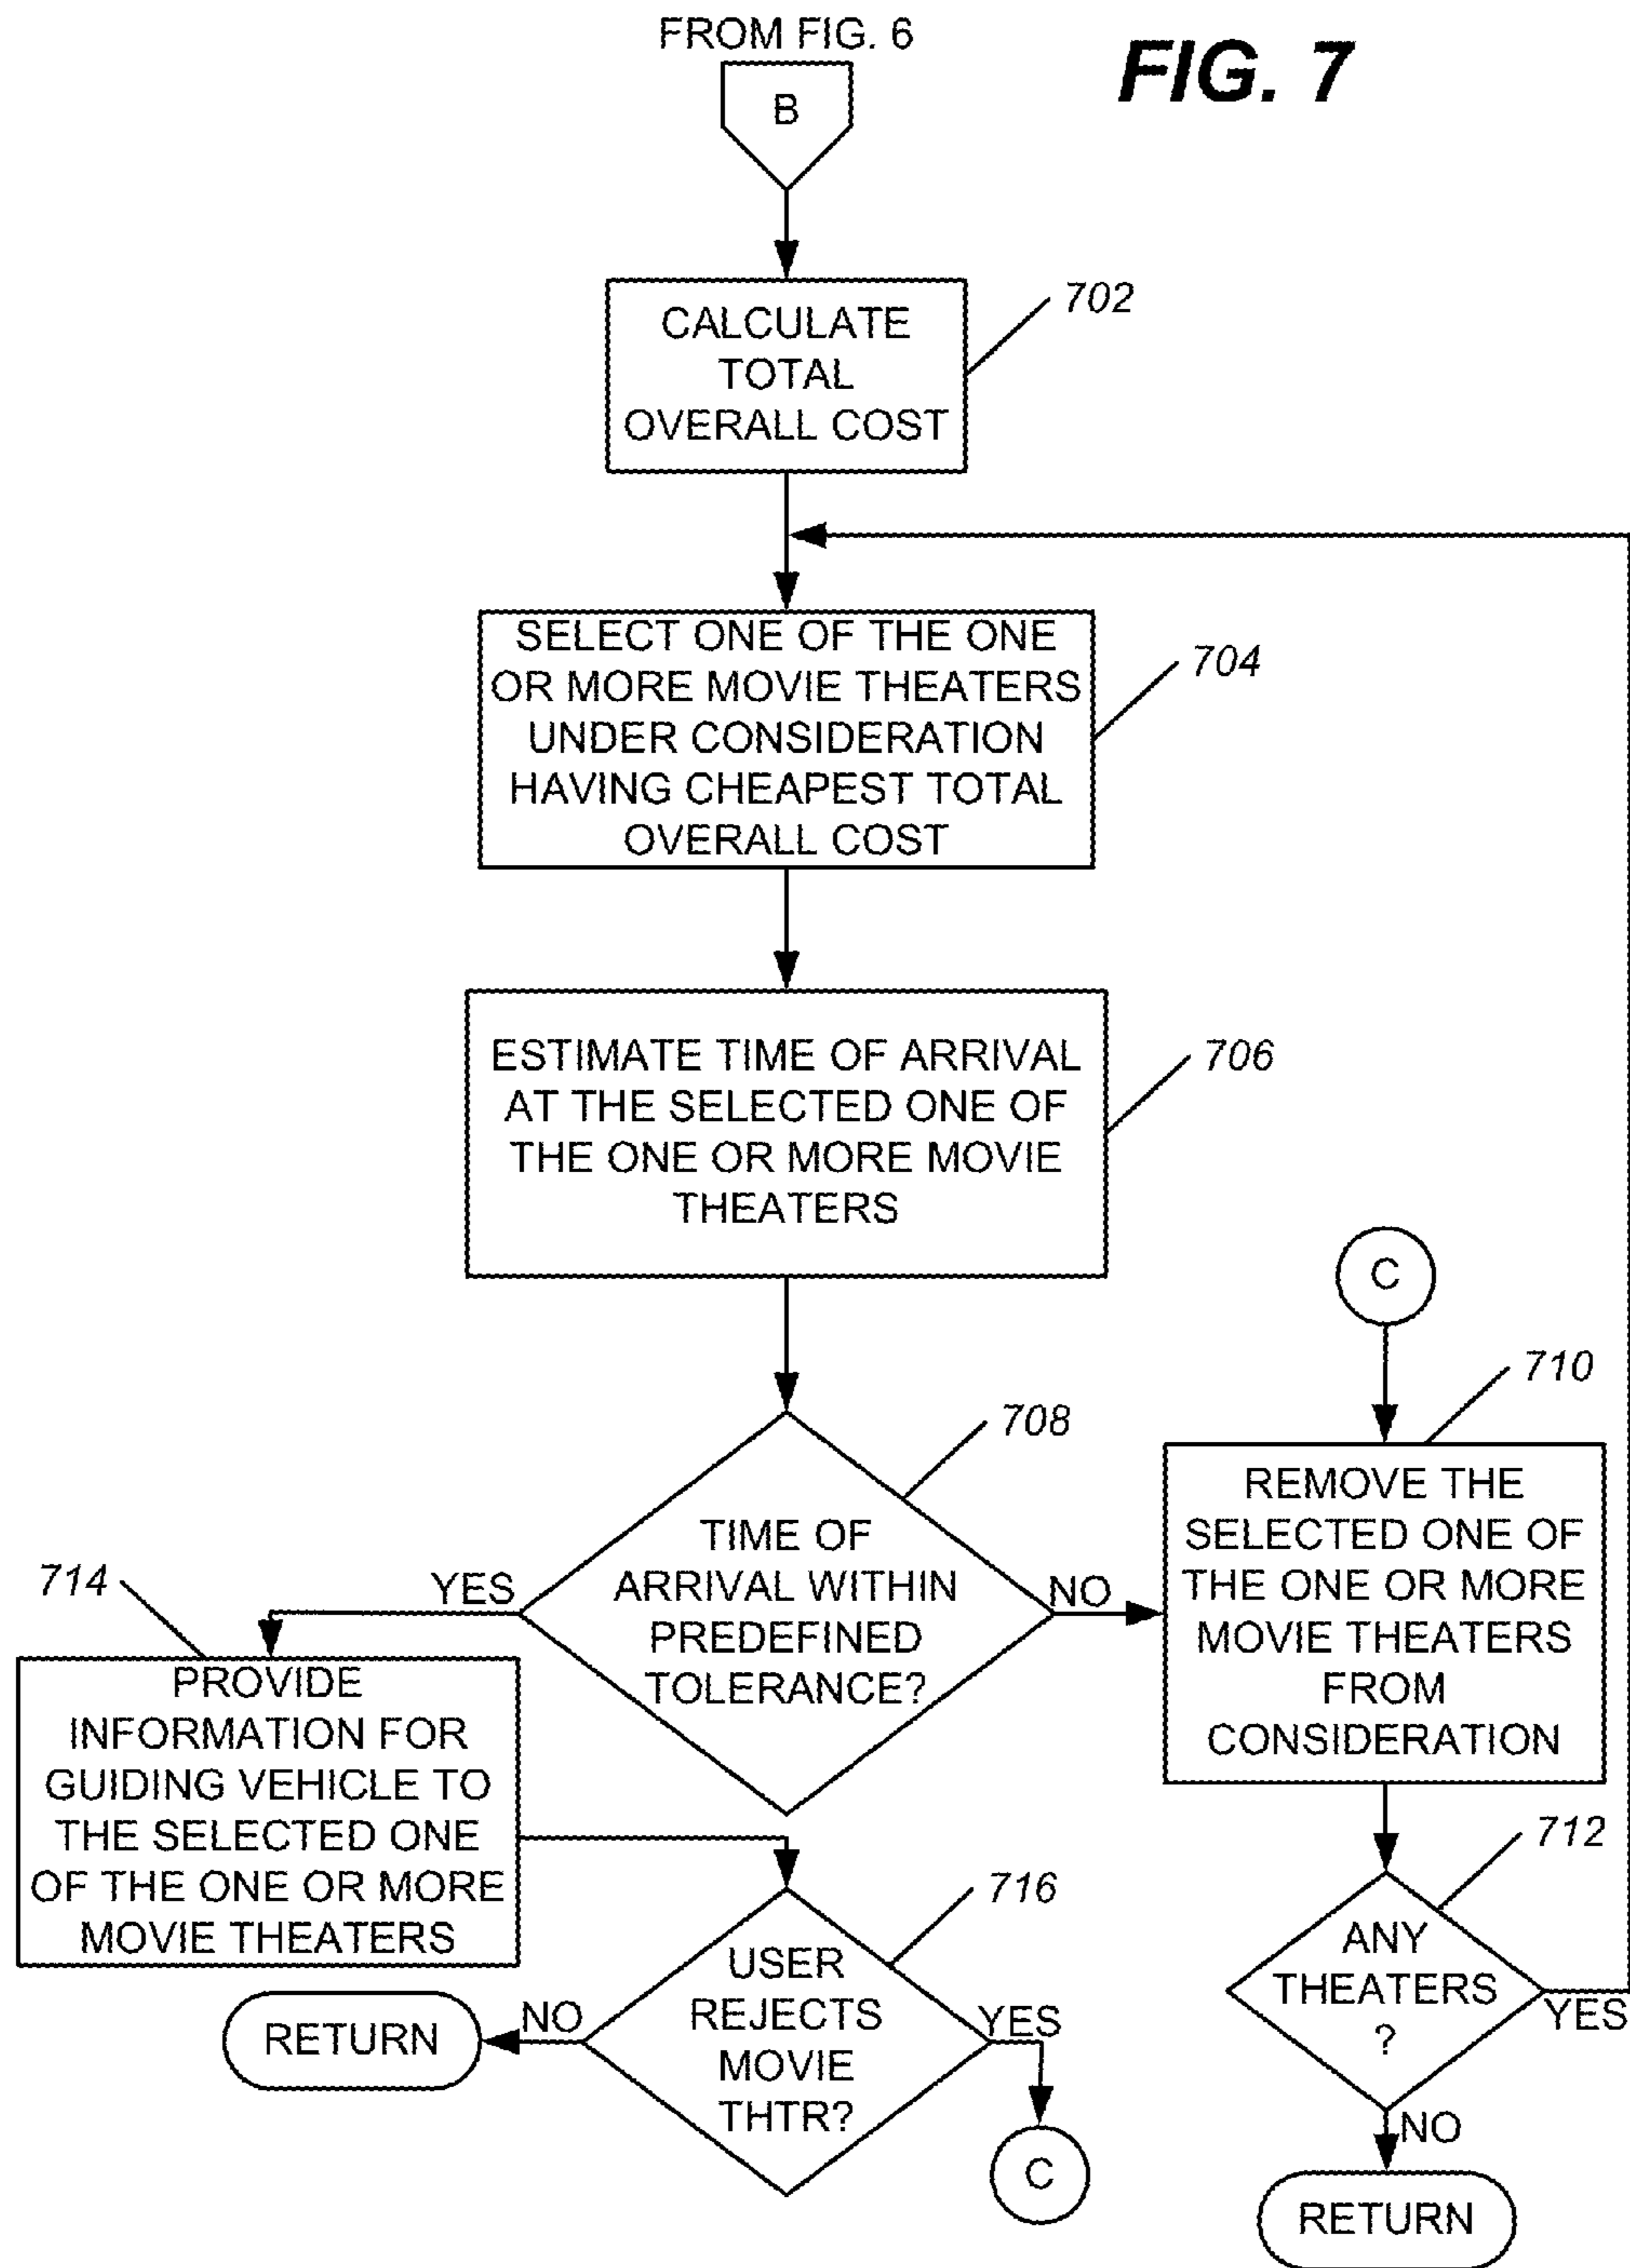 FROM FIG. 6
FIG. 7
B
CALCULATE
TOTAL
OVERALL COST
702
SELECT ONE OF THE ONE
OR MORE MOVIE THEATERS
UNDER CONSIDERATION
HAVING CHEAPEST TOTAL
OVERALL COST
704
ESTIMATE TIME OF ARRIVAL
AT THE SELECTED ONE OF
THE ONE OR MORE MOVIE
THEATERS
706
C
710
708
TIME OF
ARRIVAL WITHIN
PREDEFINED
TOLERANCE?
YES
NO
REMOVE THE
SELECTED ONE OF
THE ONE OR MORE
MOVIE THEATERS
FROM
CONSIDERATION
714
PROVIDE
INFORMATION FOR
GUIDING VEHICLE TO
THE SELECTED ONE
OF THE ONE OR MORE
MOVIE THEATERS
712
ANY
THEATERS
?
YES
NO
RETURN
716
USER
REJECTS
MOVIE
THTR?
NO
RETURN
YES
C